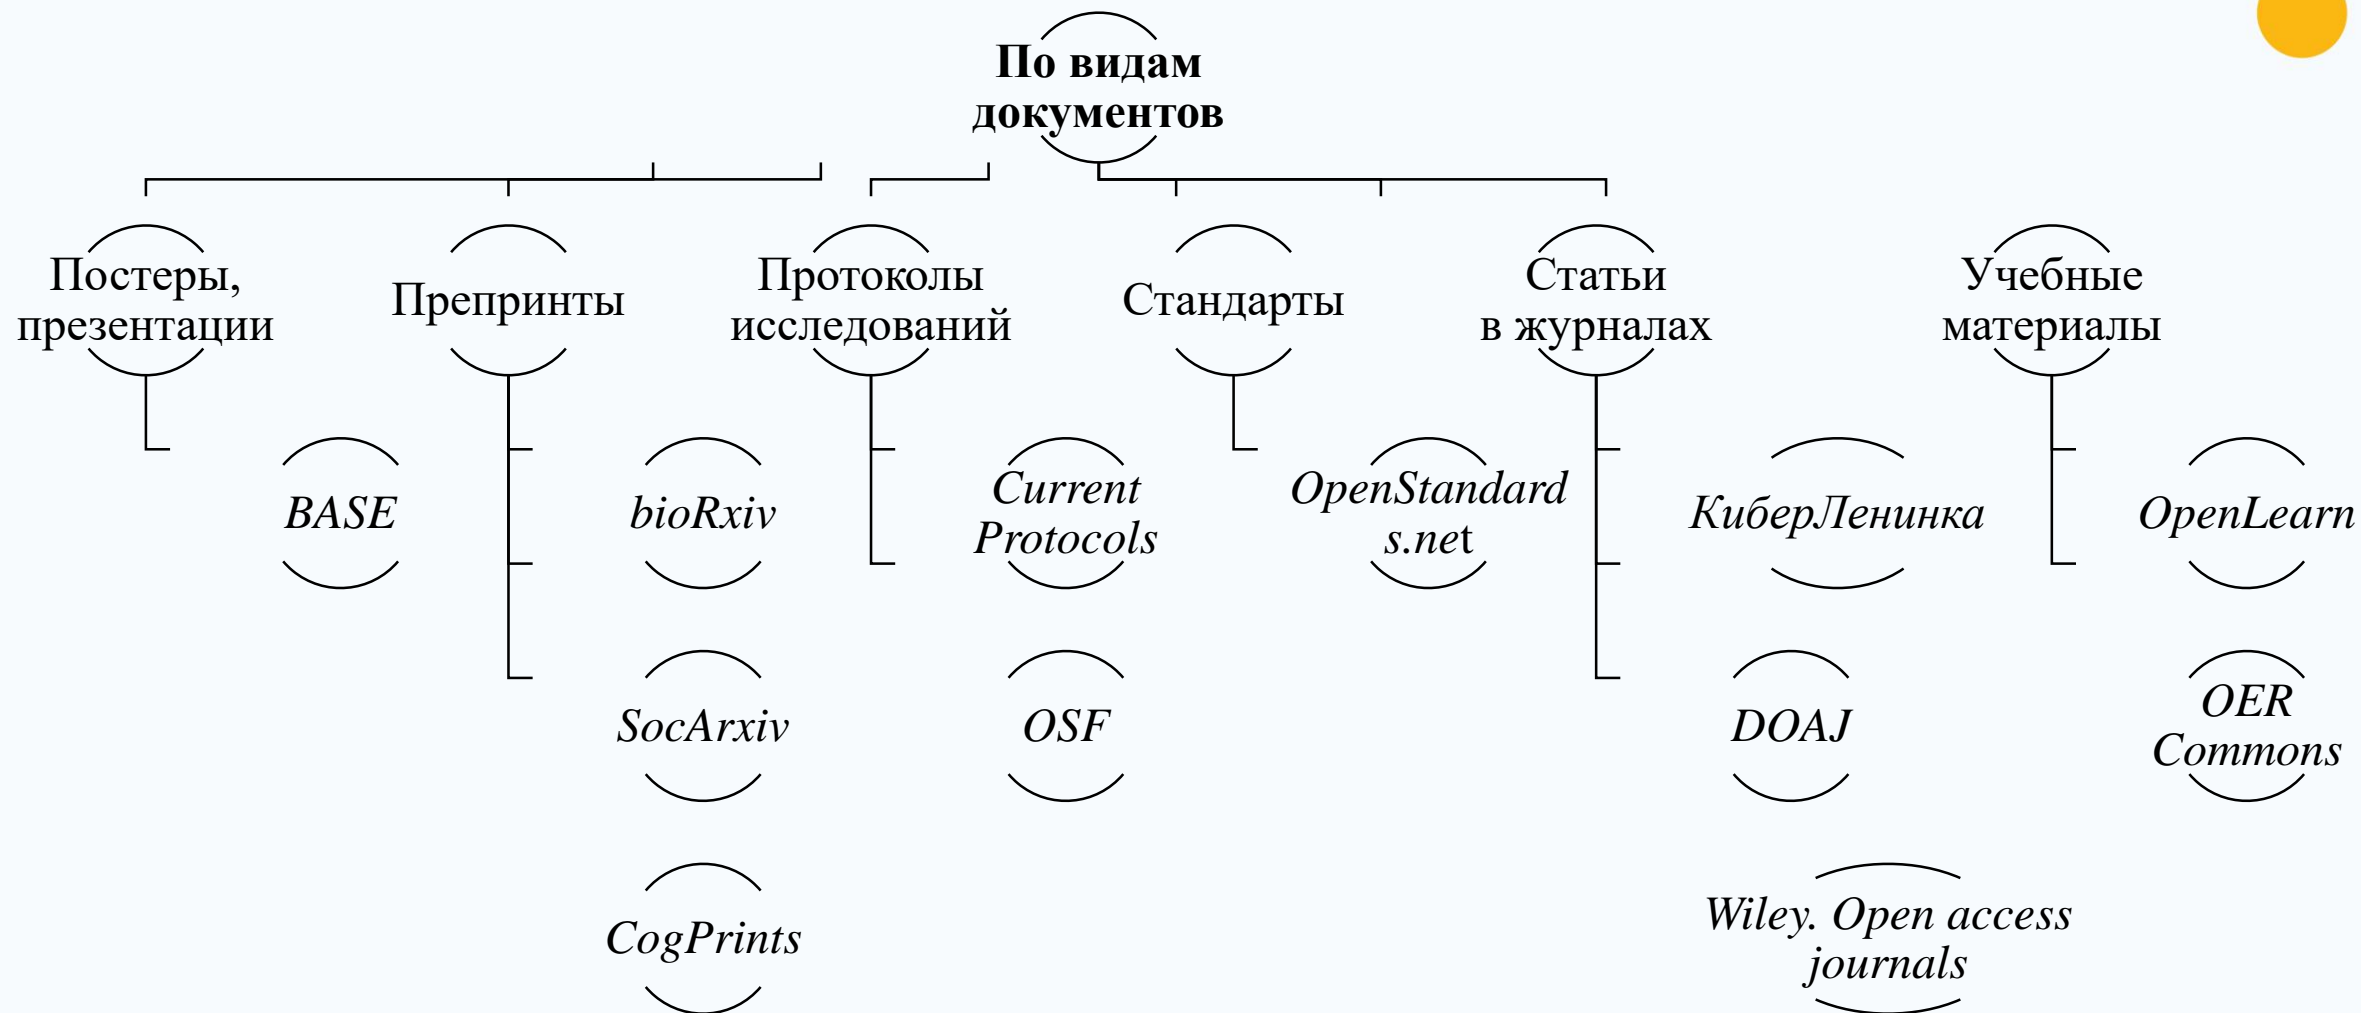 По видам
документов
Постеры,
презентации
Препринты
Протоколы
исследований
Стандарты
Статьи
в журналах
Учебные
материалы
BASE
bioRxiv
Current
Protocols
OpenStandard
s.net
КиберЛенинка
OpenLearn
SocArxiv
OSF
DOAJ
OER
Commons
CogPrints
Wiley. Open access
journals